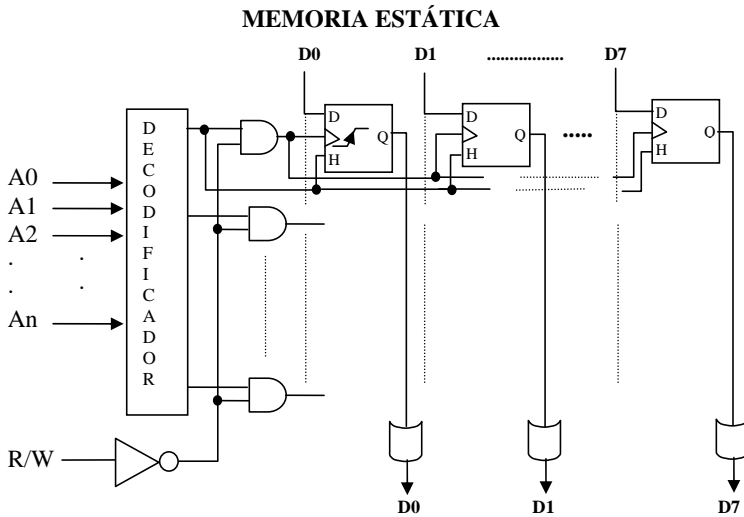 MEMORIA ESTÁTICA
D0 D1 ................. D7
D E C O D I F I C A D O R
A0
A1
A2
. .
. .
An
R/W
D Q H
D Q H
.....
D Q H
D0 D1 D7